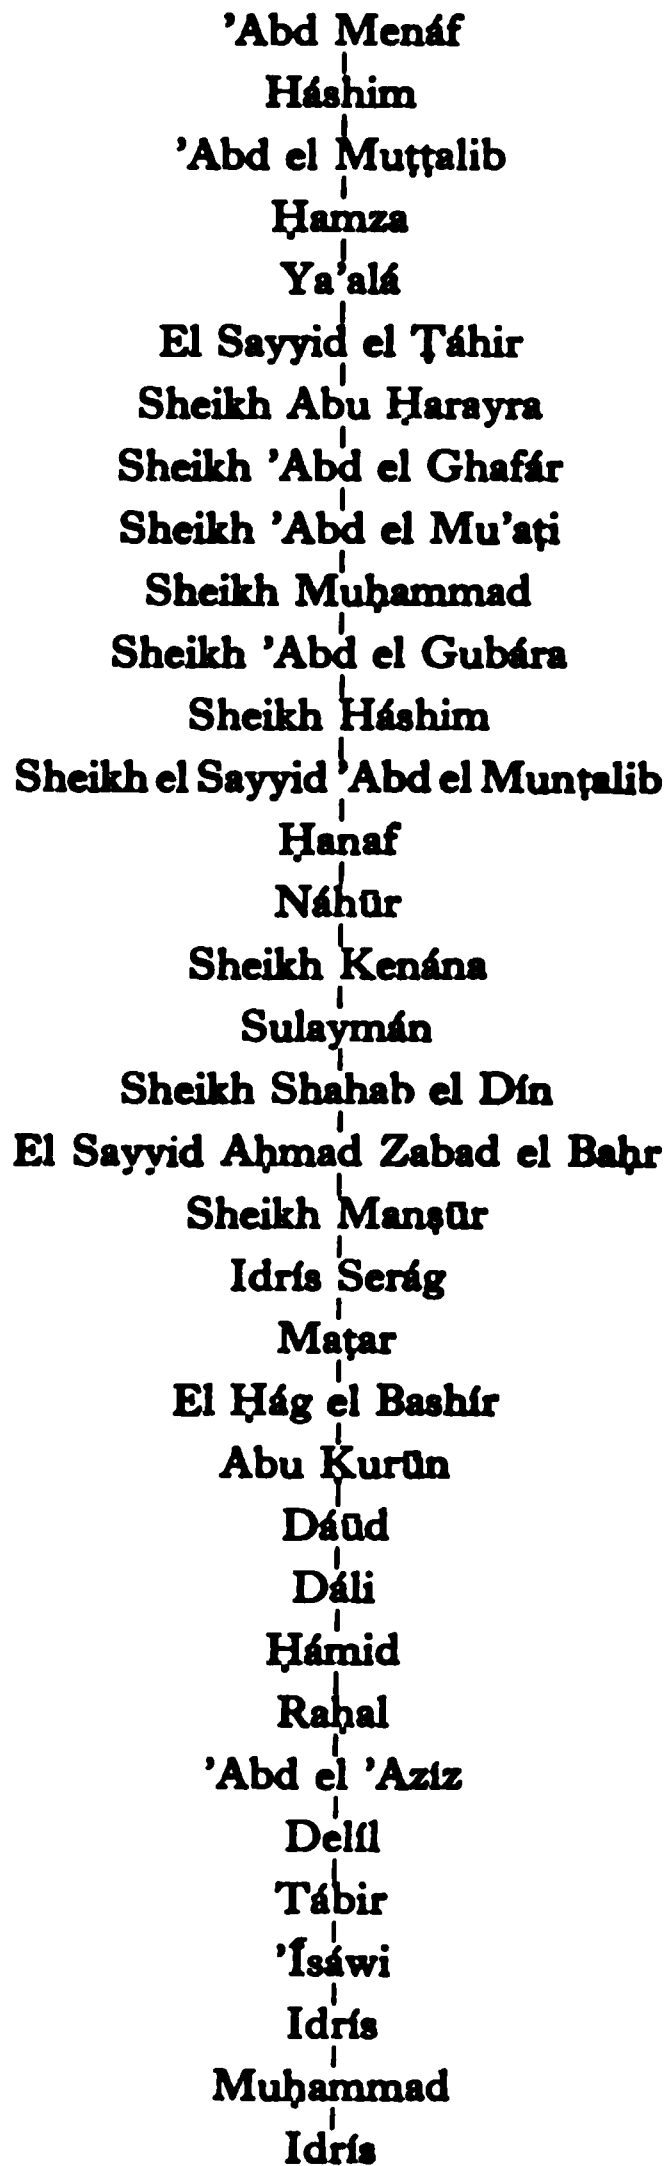 ’Abd Menáf
Háshim
’Abd el Muṭṭalib
Ḥamza
Ya’alá
El Sayyid el Ṭáhir
Sheikh Abu Ḥarayra
Sheikh ’Abd el Ghafár
Sheikh ’Abd el Mu’aṭi
Sheikh Muḥammad
Sheikh ’Abd el Gubára
Sheikh Háshim
Sheikh el Sayyid ’Abd el Munṭalib
Ḥanaf
Náhūr
Sheikh Kenána
Sulaymán
Sheikh Shahab el Dín
El Sayyid Aḥmad Zabad el Baḥr
Sheikh Manṣūr
Idrís Serág
Maṭar
El Ḥág el Bashír
Abu Kurūn
Dáūd
Dáli
Ḥámid
Raḥal
’Abd el ’Azíz
Delíl
Tábir
’Ísáwi
Idrís
Muḥammad
Idrís